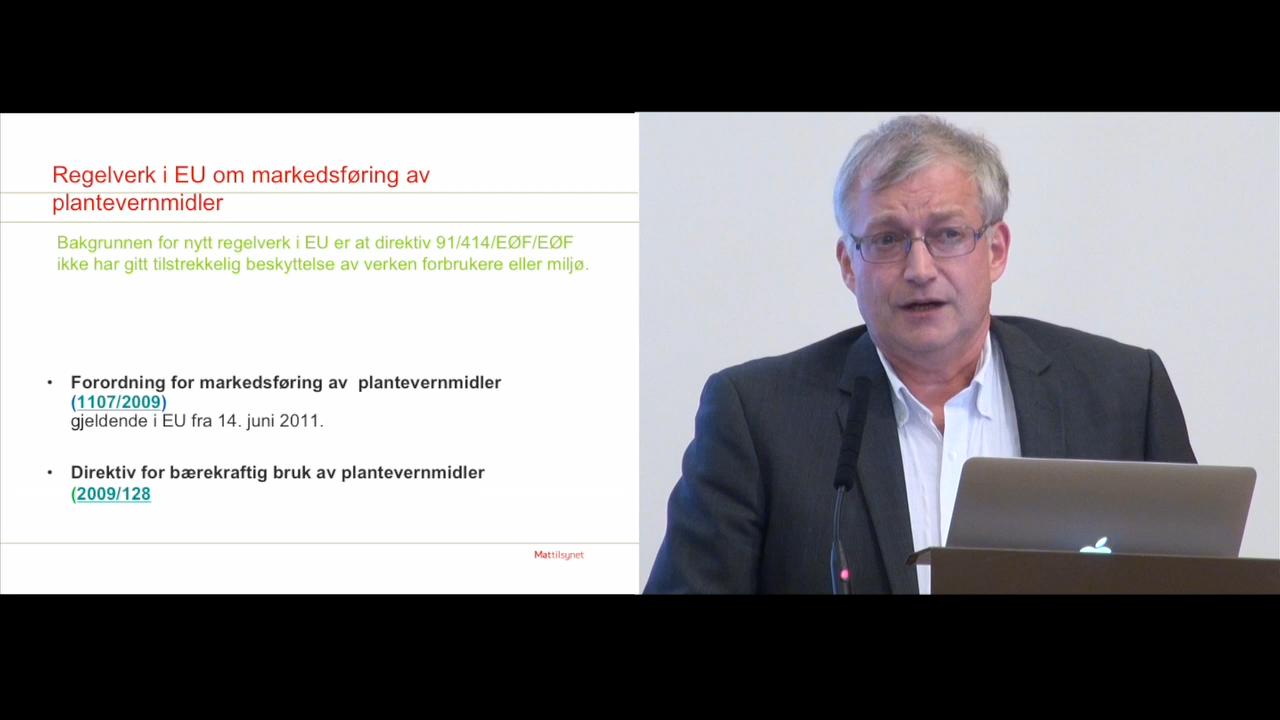 Regelverk i EU om markedsføring av
plantevernmidler
Bakgrunnen for nytt regelverk i EU er at direktiv 91/414/EØF/EØF
ikke har gitt tilstrekkelig beskyttelse av verken forbrukere eller miljø.
• Forordning for markedsføring av plantevernmidler
(1107/2009)
gjeldende i EU fra 14. juni 2011.
• Direktiv for bærekraftig bruk av plantevernmidler
(2009/128
Mattilsynet